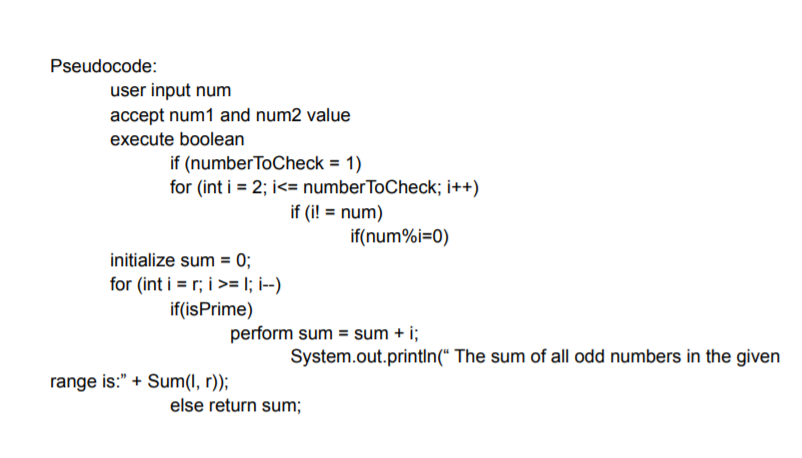 Pseudocode:
user input num
accept num1 and num2 value
execute boolean
if (numberToCheck = 1)
for (int i = 2; i<= numberToCheck; i++)
if (i! = num)
if(num%i=0)
initialize sum = 0;
for (int i = r; i >= l; i--)
if(isPrime)
perform sum = sum + i;
System.out.println(“ The sum of all odd numbers in the given
range is:” + Sum(l, r));
else return sum;